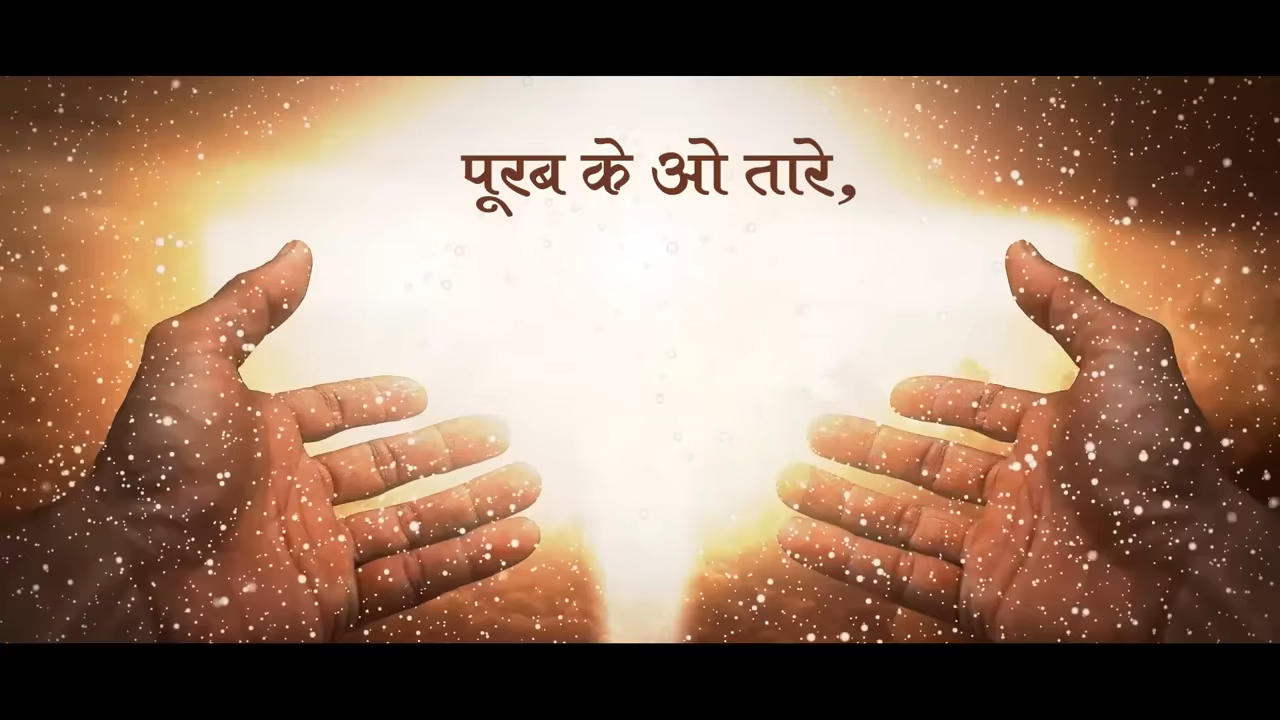 पूरब के ओ तारे,